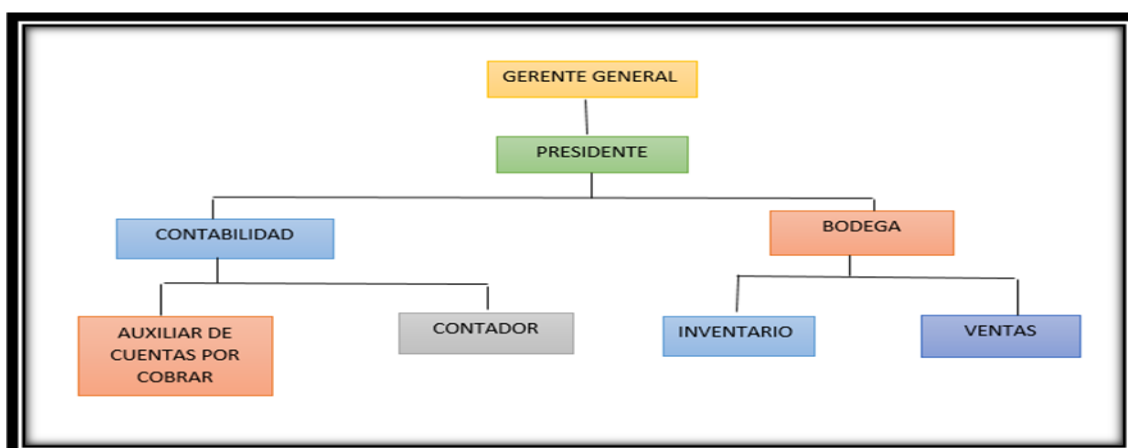 GERENTE GENERAL
PRESIDENTE
CONTABILIDAD
BODEGA
AUXILIAR DE
CUENTAS POR
COBRAR
CONTADOR
INVENTARIO
VENTAS